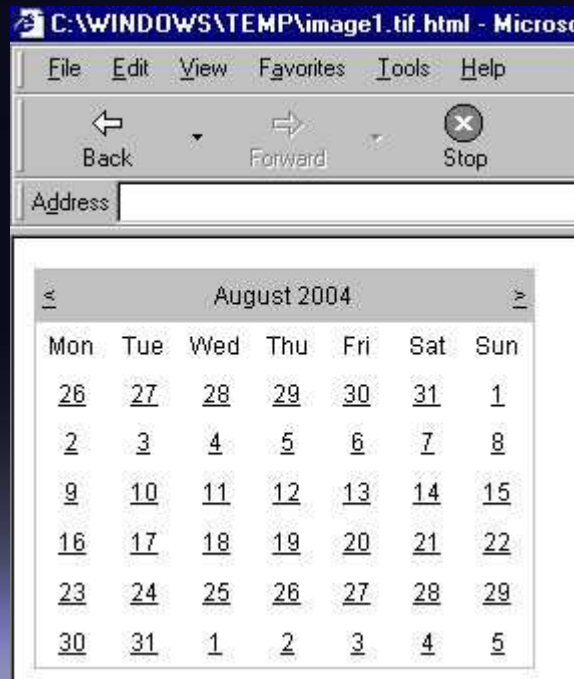 C:\WINDOWS\TEMP\image1.tif.html - Microso
File Edit View Favorites Tools Help
Back Forward Stop
Address
< August 2004 >
Mon Tue Wed Thu Fri Sat Sun
26 27 28 29 30 31 1
2 3 4 5 6 7 8
9 10 11 12 13 14 15
16 17 18 19 20 21 22
23 24 25 26 27 28 29
30 31 1 2 3 4 5